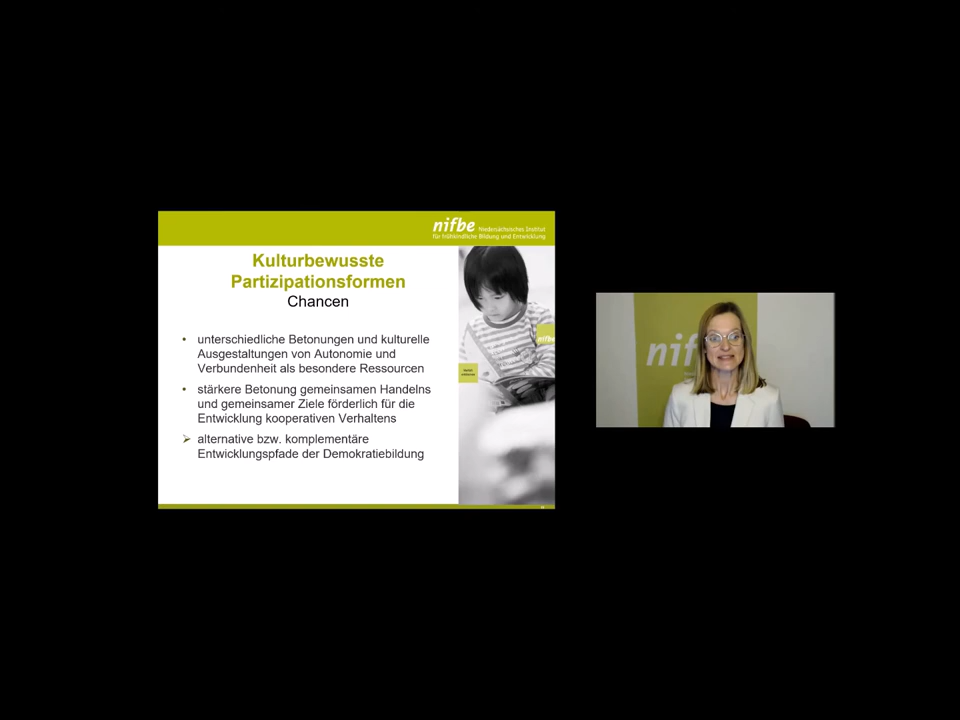 nifbe Niedersächsisches Institut
für frühkindliche Bildung und Entwicklung
Kulturbewusste
Partizipationsformen
Chancen
• unterschiedliche Betonungen und kulturelle
Ausgestaltungen von Autonomie und
Verbundenheit als besondere Ressourcen
• stärkere Betonung gemeinsamen Handelns
und gemeinsamer Ziele förderlich für die
Entwicklung kooperativen Verhaltens
➢ alternative bzw. komplementäre
Entwicklungspfade der Demokratiebildung
nifbe
nif